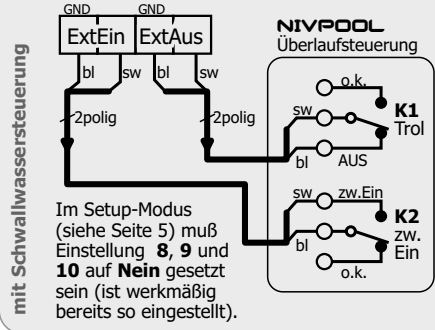 mit Schwallwassersteuerung
GND GND
ExtEin ExtAus
bl sw bl sw
2polig 2polig
NIVPOOL
Überlaufsteuerung
o.k.
sw K1
Trol
bl AUS
sw zw.Ein
K2
bl zw.
Ein
o.k.
Im Setup-Modus
(siehe Seite 5) muß
Einstellung 8, 9 und
10 auf Nein gesetzt
sein (ist werkmäßig
bereits so eingestellt).